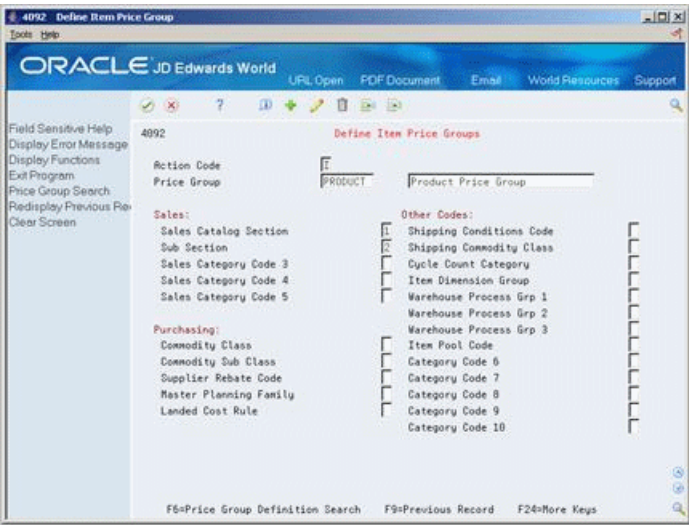 4092 Define Item Price Group
Tools Help
ORACLE JD Edwards World
URL Open PDF Document Email World Resources Support
Field Sensitive Help
Display Error Message
Display Functions
Exit Program
Price Group Search
Redisplay Previous Re
Clear Screen
4092 Define Item Price Groups
Action Code I
Price Group PRODUCT Product Price Group
Sales: Other Codes:
Sales Catalog Section 1 Shipping Conditions Code
Sub Section 2 Shipping Commodity Class
Sales Category Code 3 Cycle Count Category
Sales Category Code 4 Item Dimension Group
Sales Category Code 5 Warehouse Process Grp 1
Warehouse Process Grp 2
Purchasing: Warehouse Process Grp 3
Commodity Class Item Pool Code
Commodity Sub Class Category Code 6
Supplier Rebate Code Category Code 7
Master Planning Family Category Code 8
Landed Cost Rule Category Code 9
Category Code 10
F6=Price Group Definition Search F9=Previous Record F24=More Keys